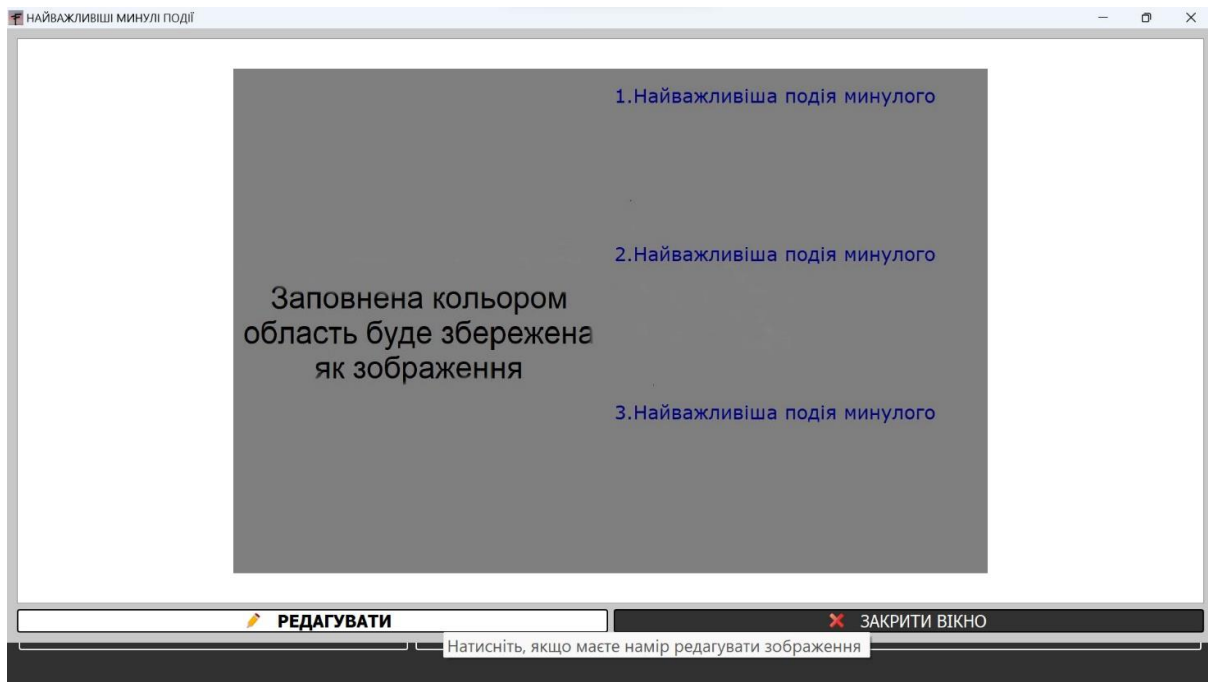 НАЙВАЖЛИВІШІ МИНУЛІ ПОДІЇ
1.Найважливіша подія минулого
2.Найважливіша подія минулого
Заповнена кольором
область буде збережена
як зображення
3.Найважливіша подія минулого
РЕДАГУВАТИ
ЗАКРИТИ ВІКНО
Натисніть, якщо маєте намір редагувати зображення